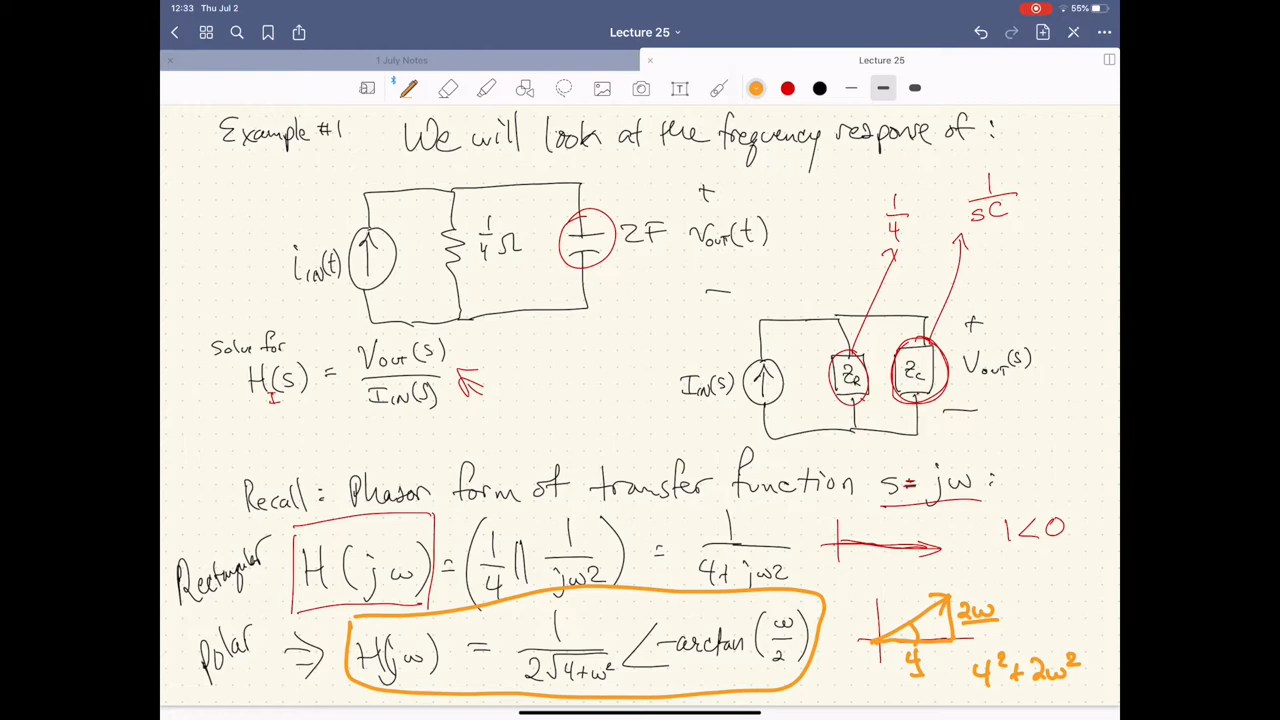 12:33 Thu Jul 2
55%
Lecture 25
1 July Notes
Lecture 25
Example #1 We will look at the frequency response of :
+
1/4 Ω
2F
vOUT(t)
iIN(t)
−
1/4
1/sC
Solve for
H(s) = VOUT(s) / IIN(s)
IIN(s)
ZR
ZC
+
VOUT(s)
−
Recall: Phasor form of transfer function s=jω:
Rectangular H(jω) = (1/4 || 1/jω2) = 1/(4+jω2)
1∠0
Polar ⇒ H(jω) = 1/(2√4+ω²) ∠-arctan(ω/2)
2ω
4
4²+2ω²